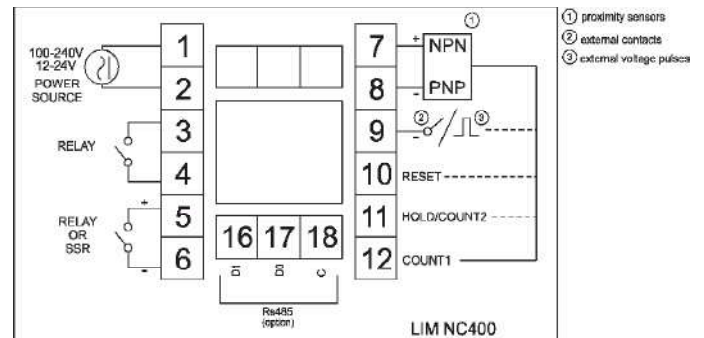 100-240V
12-24V
POWER
SOURCE
1
2
RELAY
3
4
RELAY
OR
SSR
+
-
5
6
16 17 18
D1 D0 C
Rs485
(option)
7
8
9
10
11
12
+
-
NPN
PNP
①
②
③
-
RESET
HOLD/COUNT2
COUNT1
LIM NC400
① proximity sensors
② external contacts
③ external voltage pulses